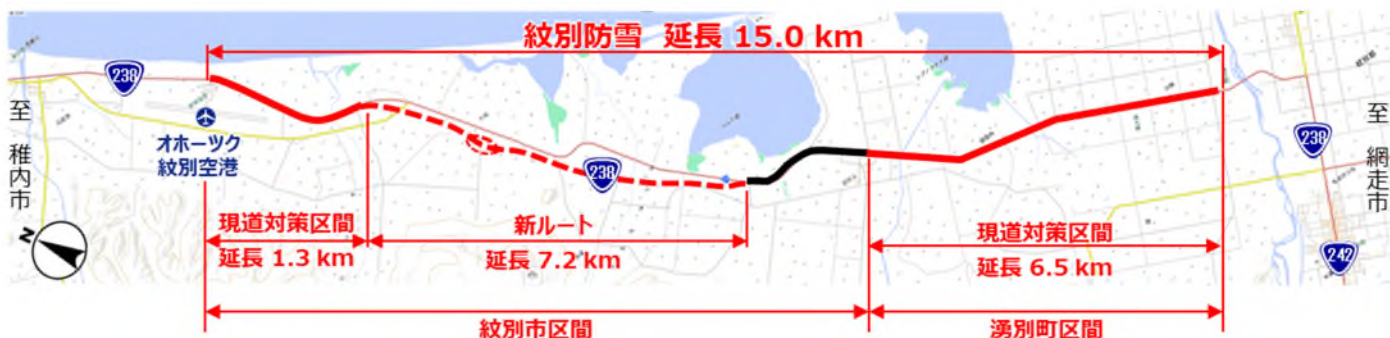 紋別防雪 延長 15.0 km
238
至 稚内市
オホーツク
紋別空港
238
238
至 網走市
242
N
現道対策区間
延長 1.3 km
新ルート
延長 7.2 km
現道対策区間
延長 6.5 km
紋別市区間
湧別町区間